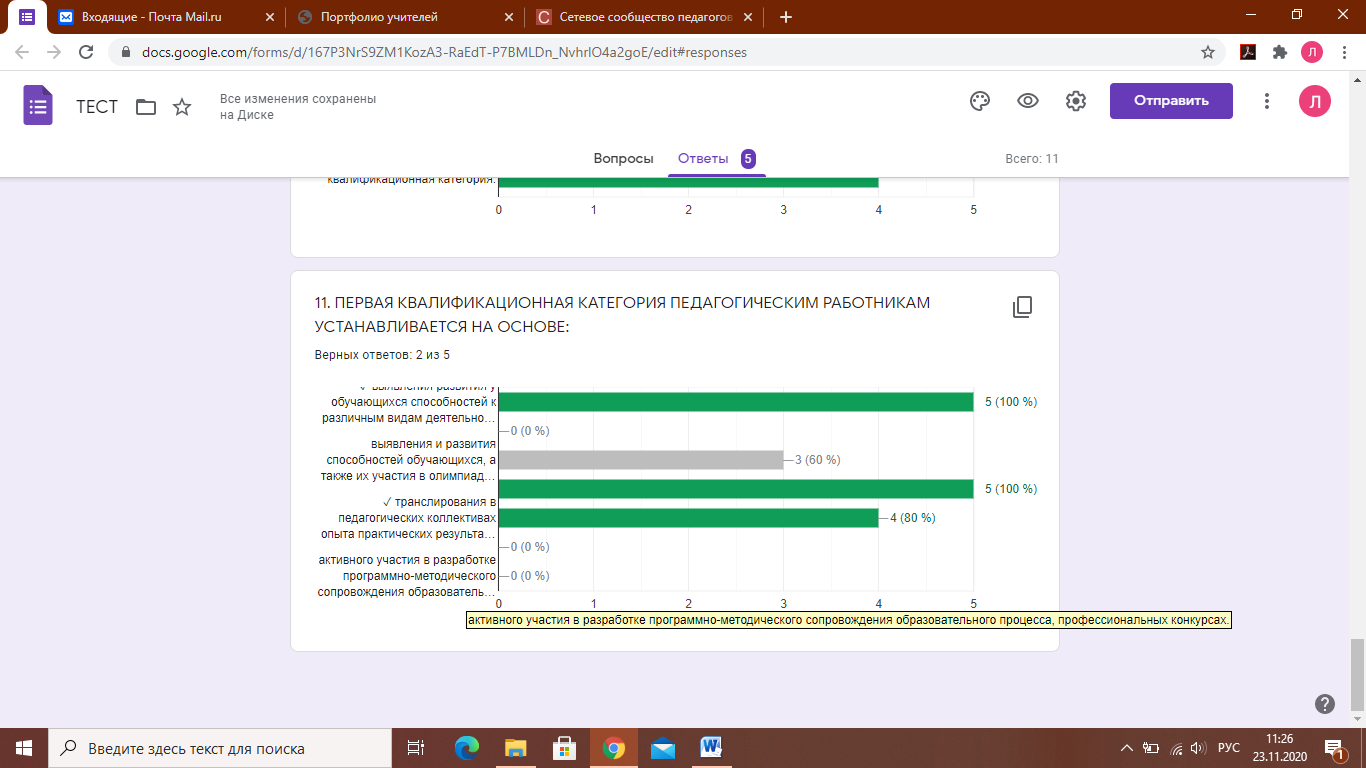 Входящие - Почта Mail.ru
Портфолио учителей
Сетевое сообщество педагогов
docs.google.com/forms/d/167P3NrS9ZM1KozA3-RaEdT-P7BMLDn_NvhrlO4a2goE/edit#responses
Л
ТЕСТ
Все изменения сохранены
на Диске
Отправить
Л
Вопросы
Ответы 5
Всего: 11
квалификационная категория.
0 1 2 3 4 5
11. ПЕРВАЯ КВАЛИФИКАЦИОННАЯ КАТЕГОРИЯ ПЕДАГОГИЧЕСКИМ РАБОТНИКАМ
УСТАНАВЛИВАЕТСЯ НА ОСНОВЕ:
Верных ответов: 2 из 5
✓ выявления развития у
обучающихся способностей к
различным видам деятельно…
5 (100 %)
0 (0 %)
выявления и развития
способностей обучающихся, а
также их участия в олимпиад…
3 (60 %)
5 (100 %)
✓ транслирования в
педагогических коллективах
опыта практических результа…
4 (80 %)
0 (0 %)
активного участия в разработке
программно-методического
сопровождения образователь…
0 (0 %)
0 1 2 3 4 5
активного участия в разработке программно-методического сопровождения образовательного процесса, профессиональных конкурсах.
Введите здесь текст для поиска
РУС
11:26
23.11.2020
1